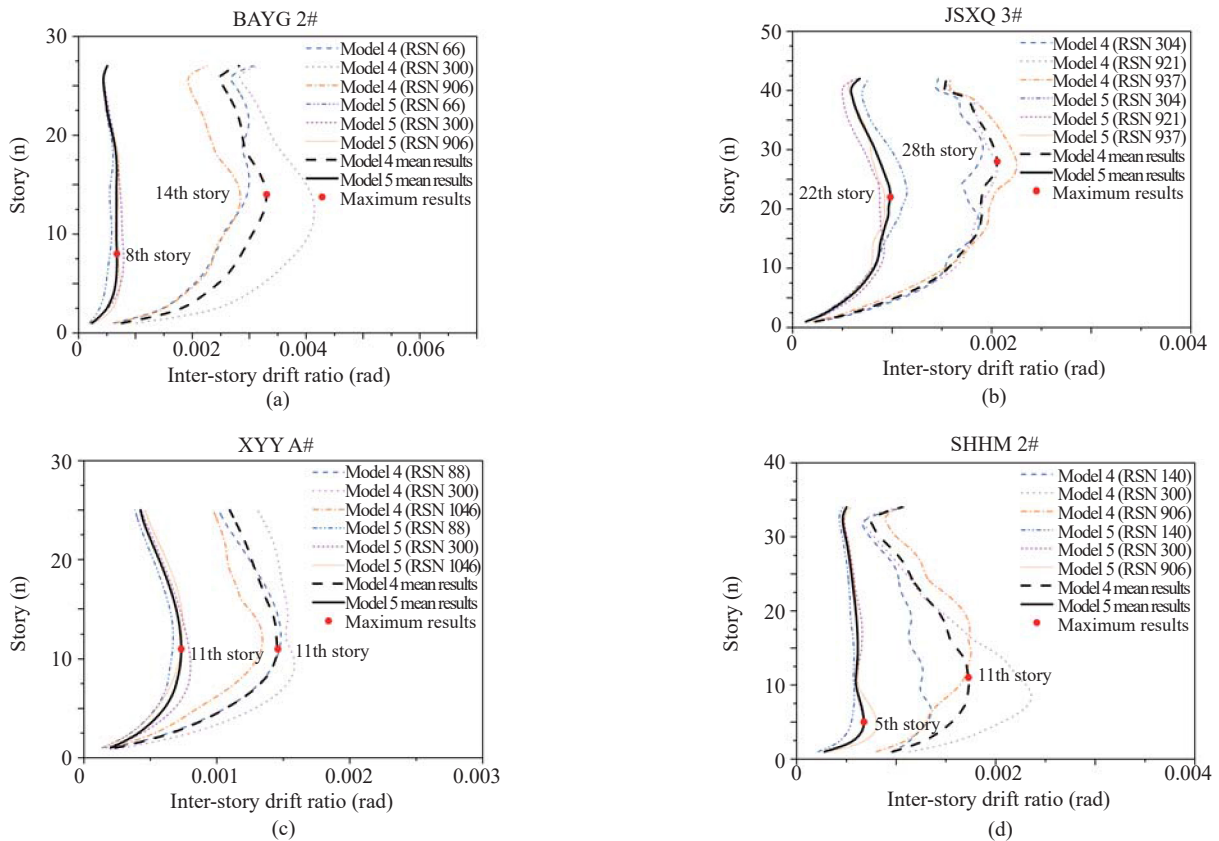 BAYG 2#
30
20
10
0
Story (n)
Model 4 (RSN 66)
Model 4 (RSN 300)
Model 4 (RSN 906)
Model 5 (RSN 66)
Model 5 (RSN 300)
Model 5 (RSN 906)
Model 4 mean results
Model 5 mean results
Maximum results
14th story
8th story
0
0.002
0.004
0.006
Inter-story drift ratio (rad)
(a)
JSXQ 3#
50
40
30
20
10
0
Story (n)
Model 4 (RSN 304)
Model 4 (RSN 921)
Model 4 (RSN 937)
Model 5 (RSN 304)
Model 5 (RSN 921)
Model 5 (RSN 937)
Model 4 mean results
Model 5 mean results
Maximum results
28th story
22th story
0
0.002
0.004
Inter-story drift ratio (rad)
(b)
XYY A#
30
20
10
0
Story (n)
Model 4 (RSN 88)
Model 4 (RSN 300)
Model 4 (RSN 1046)
Model 5 (RSN 88)
Model 5 (RSN 300)
Model 5 (RSN 1046)
Model 4 mean results
Model 5 mean results
Maximum results
11th story
11th story
0
0.001
0.002
0.003
Inter-story drift ratio (rad)
(c)
SHHM 2#
40
30
20
10
0
Story (n)
Model 4 (RSN 140)
Model 4 (RSN 300)
Model 4 (RSN 906)
Model 5 (RSN 140)
Model 5 (RSN 300)
Model 5 (RSN 906)
Model 4 mean results
Model 5 mean results
Maximum results
11th story
5th story
0
0.002
0.004
Inter-story drift ratio (rad)
(d)